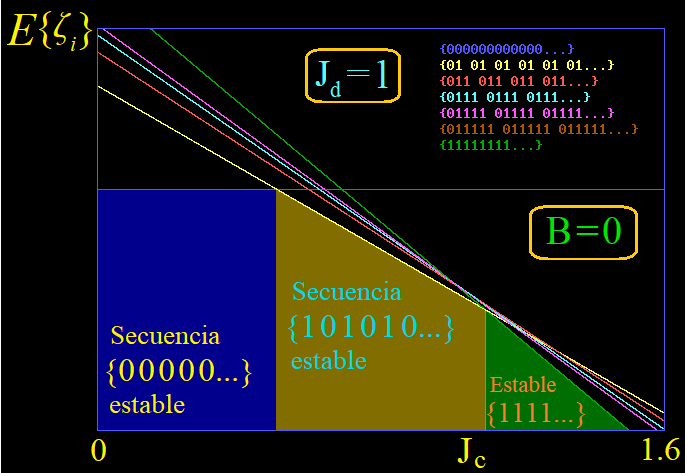 E{ζi}
Jd=1
{000000000000...}
{01 01 01 01 01 01...}
{011 011 011 011...}
{0111 0111 0111...}
{01111 01111 01111...}
{011111 011111 011111...}
{11111111...}
B=0
Secuencia
{00000...}
estable
Secuencia
{101010...}
estable
Estable
{1111...}
0
Jc
1.6